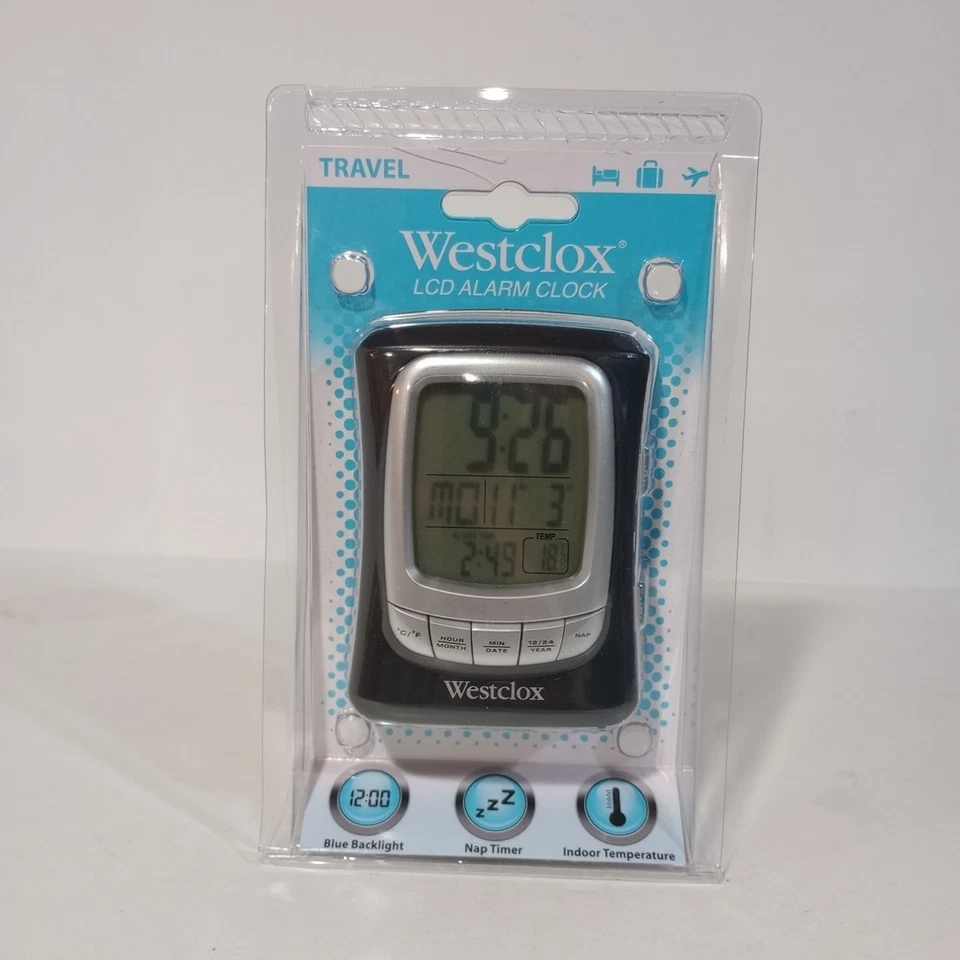 TRAVEL
Westclox®
LCD ALARM CLOCK
9:26
MO 11 3
2:49 TEMP. 18.5
°C/°F HOUR MONTH MIN DATE 12/24 YEAR NAP
Westclox
12:00 z z Z
Blue Backlight Nap Timer Indoor Temperature